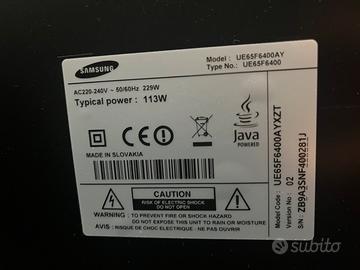 SAMSUNG
Model : UE65F6400AY
Type No.: UE65F6400
AC220-240V ~ 50/60Hz 229W
Typical power : 113W
Java
POWERED
MADE IN SLOVAKIA
CAUTION
RISK OF ELECTRIC SHOCK
DO NOT OPEN
WARNING : TO PREVENT FIRE OR SHOCK HAZARD
DO NOT EXPOSE THIS UNIT TO RAIN OR MOISTURE
AVIS : RISQUE DE CHOC ELECTRIC - NE PAS OUVRIR
Model Code : UE65F6400AYXZT
Version No : 02
S/N : ZB9A3SNF400281J
subito